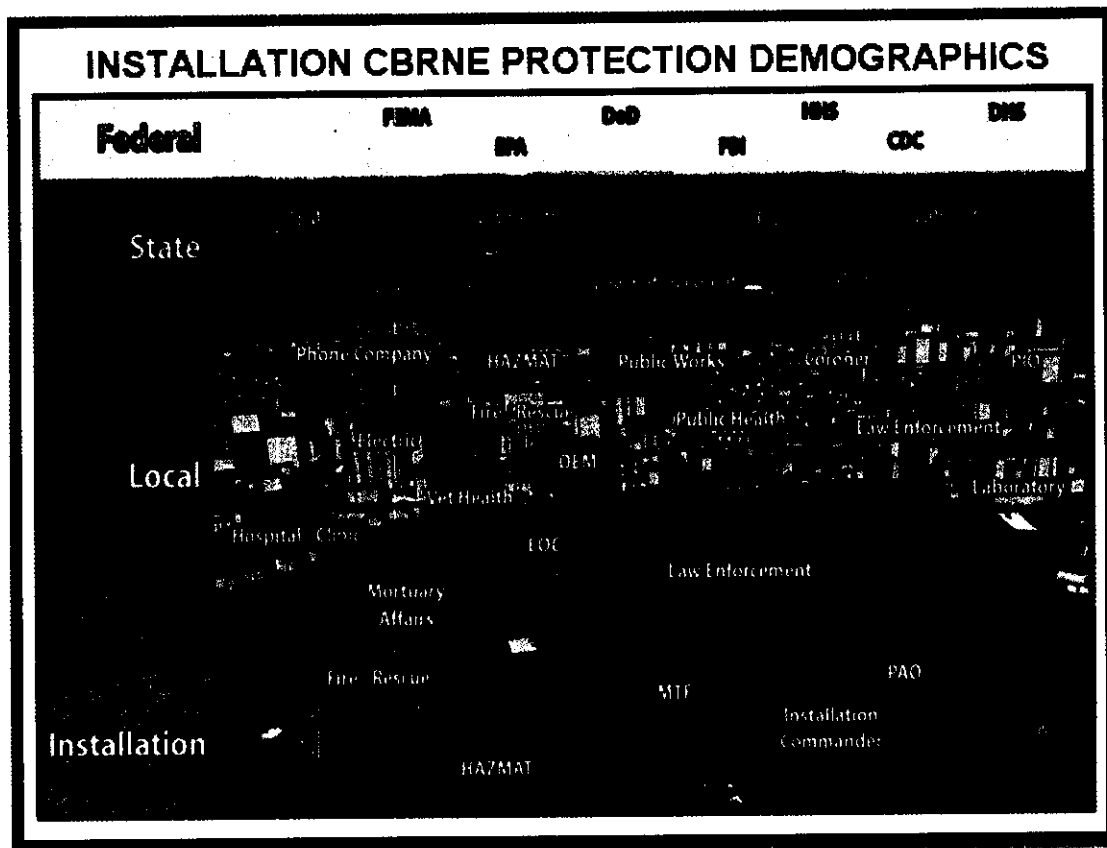 INSTALLATION CBRNE PROTECTION DEMOGRAPHICS
Federal
FEMA
DoD
HHS
DHS
EPA
FBI
CDC
State
Local
Phone Company
HAZMAT
Public Works
Coroner
PIO
Fire Rescue
Public Health
Law Enforcement
Electric
OEM
Vet Health
Laboratory
Hospital Clinic
EOC
Law Enforcement
Mortuary
Affairs
Fire Rescue
MTF
PAO
Installation
Installation
Commander
HAZMAT